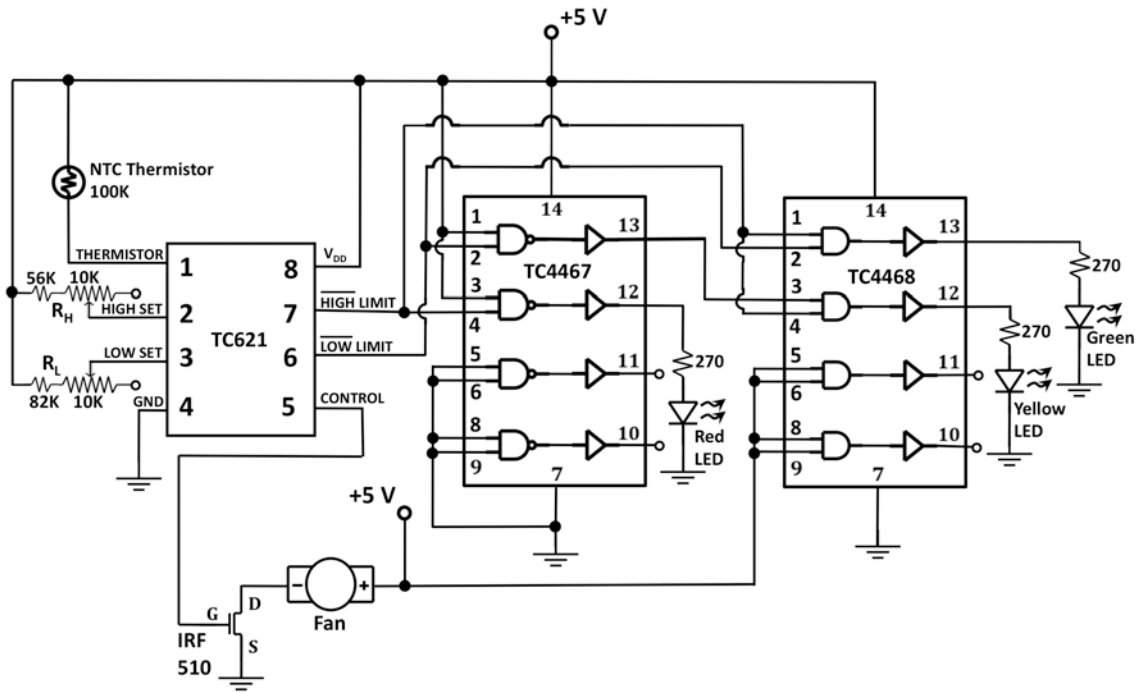 +5 V
NTC Thermistor
100K
THERMISTOR
56K 10K
R_H
HIGH SET
LOW SET
R_L
82K 10K
GND
1
2
3
4
TC621
8
7
6
5
V_DD
HIGH LIMIT
LOW LIMIT
CONTROL
14
1
2
3
4
5
6
8
9
TC4467
13
12
11
10
7
270
Red
LED
14
1
2
3
4
5
6
8
9
TC4468
13
12
11
10
7
270
Green
LED
270
Yellow
LED
+5 V
− +
Fan
G
D
S
IRF
510